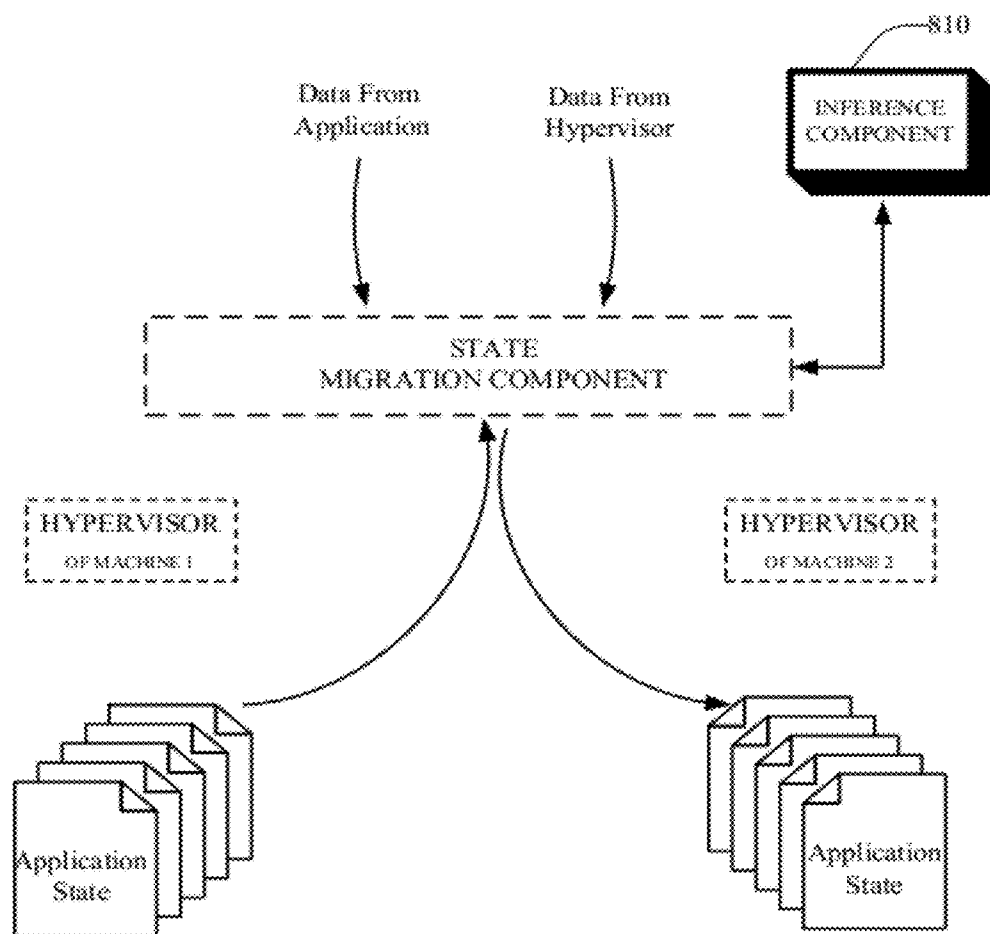 810
INFERENCE
COMPONENT
Data From
Application
Data From
Hypervisor
STATE
MIGRATION COMPONENT
HYPERVISOR
OF MACHINE 1
HYPERVISOR
OF MACHINE 2
Application
State
Application
State